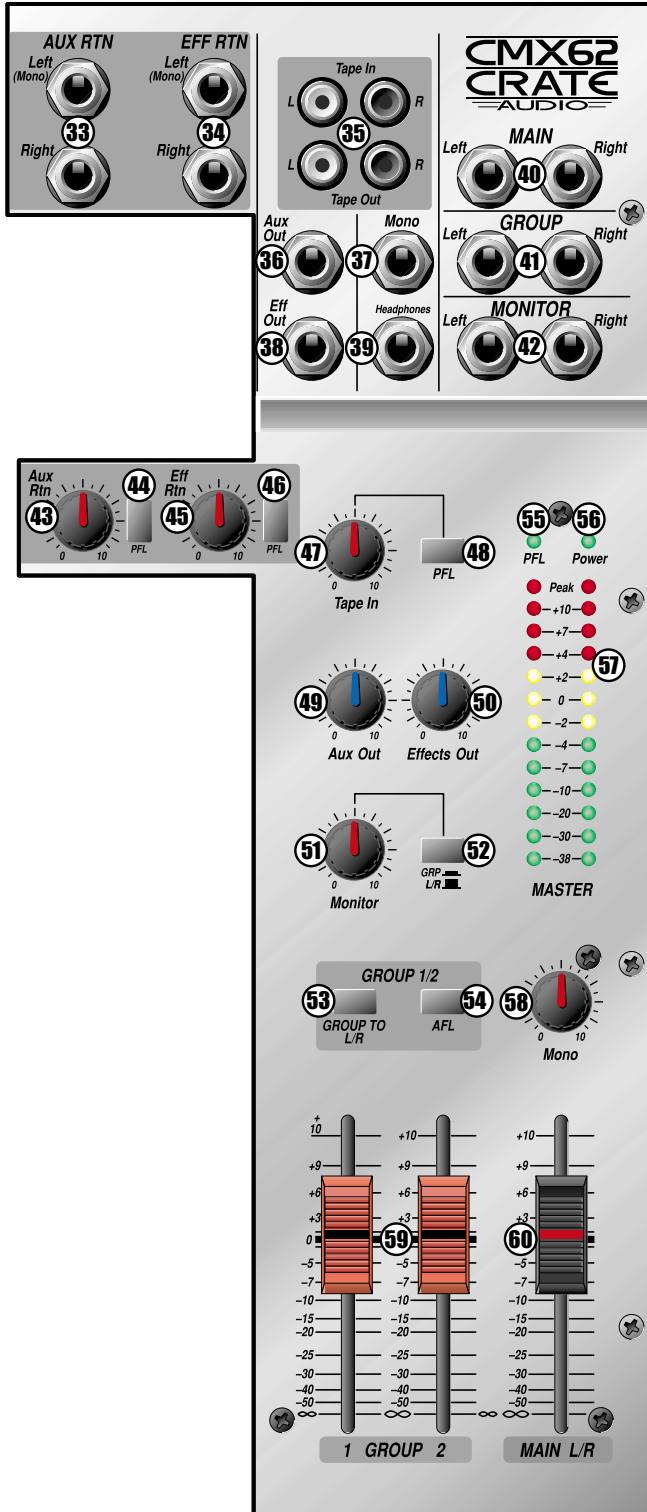 AUX RTN
EFF RTN
Left
(Mono)
Left
(Mono)
33
34
Right
Right
Tape In
L
R
35
L
R
Tape Out
CMX62
CRATE
AUDIO
MAIN
Left
Right
40
Aux
Out
36
Mono
37
GROUP
Left
Right
41
Eff
Out
38
Headphones
39
MONITOR
Left
Right
42
Aux
Rtn
43
0 10
44
PFL
Eff
Rtn
45
0 10
46
PFL
47
0 10
Tape In
48
PFL
55
56
PFL
Power
Peak
+10
+7
+4
57
+2
0
-2
-4
-7
-10
-20
-30
-38
MASTER
49
0 10
Aux Out
50
0 10
Effects Out
51
0 10
Monitor
52
GRP
L/R
GROUP 1/2
53
GROUP TO
L/R
54
AFL
58
0 10
Mono
+
10
+9
+6
+3
0
-5
-7
-10
-15
-20
-25
-30
-40
-50
∞
+10
+9
+6
+3
59
-5
-7
-10
-15
-20
-25
-30
-40
-50
∞
∞
+10
+9
+6
+3
60
-5
-7
-10
-15
-20
-25
-30
-40
-50
∞
1 GROUP 2
MAIN L/R